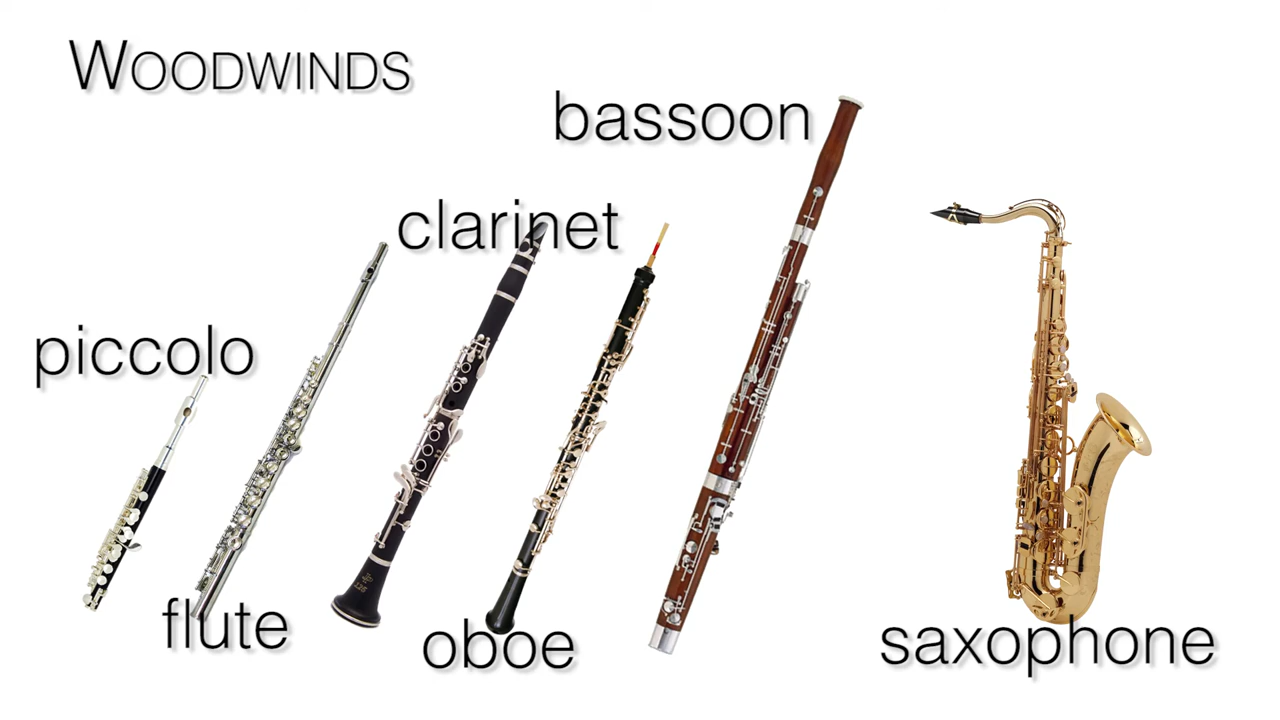 WOODWINDS
bassoon
clarinet
piccolo
flute
oboe
saxophone